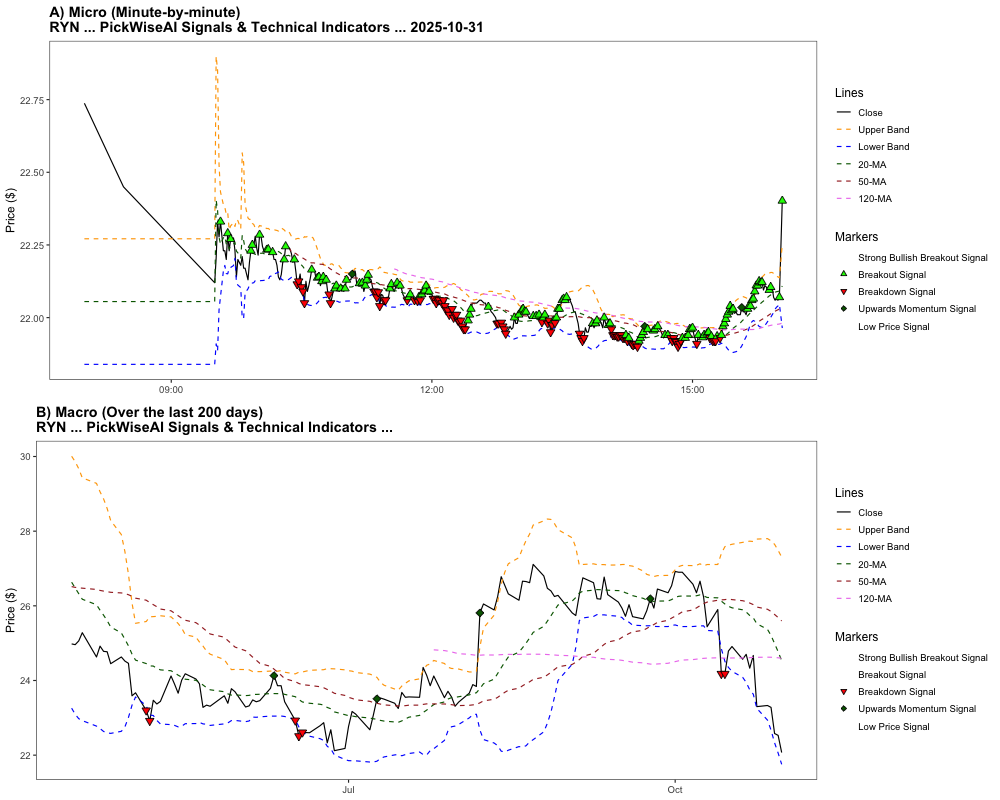 A) Micro (Minute-by-minute)
RYN ... PickWiseAI Signals & Technical Indicators ... 2025-10-31
Price ($)
22.75
22.50
22.25
22.00
09:00
12:00
15:00
Lines
Close
Upper Band
Lower Band
20-MA
50-MA
120-MA
Markers
Strong Bullish Breakout Signal
Breakout Signal
Breakdown Signal
Upwards Momentum Signal
Low Price Signal
B) Macro (Over the last 200 days)
RYN ... PickWiseAI Signals & Technical Indicators ...
Price ($)
30
28
26
24
22
Jul
Oct
Lines
Close
Upper Band
Lower Band
20-MA
50-MA
120-MA
Markers
Strong Bullish Breakout Signal
Breakout Signal
Breakdown Signal
Upwards Momentum Signal
Low Price Signal